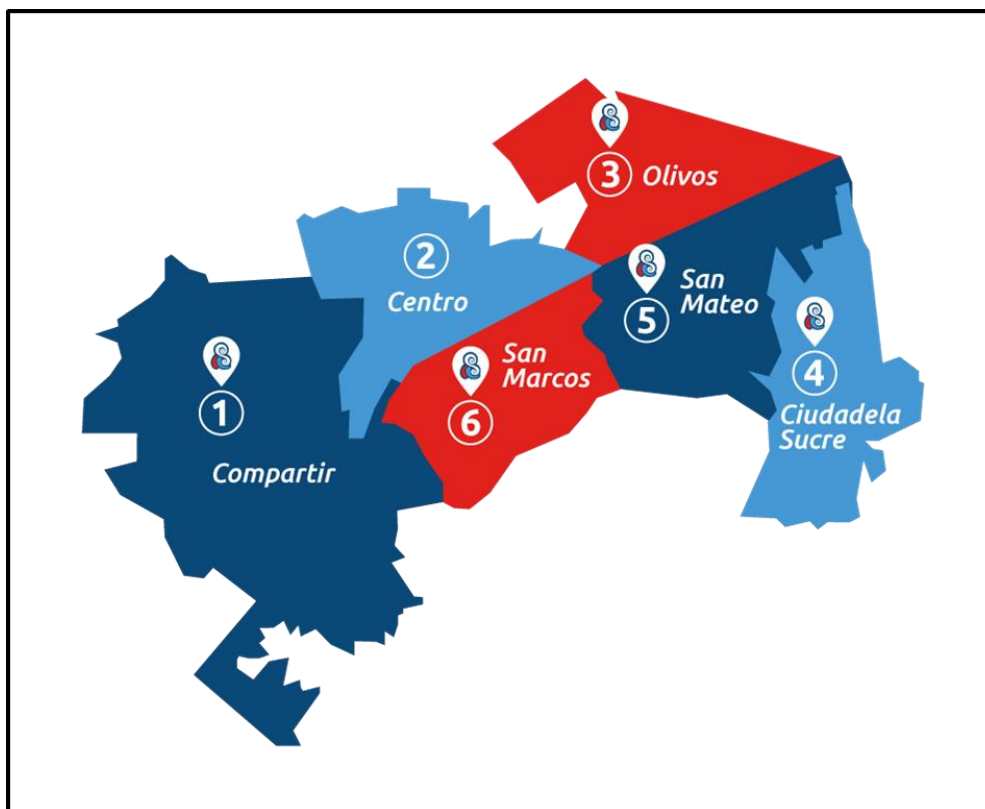 1
Compartir
2
Centro
3
Olivos
4
Ciudadela
Sucre
5
San
Mateo
6
San
Marcos